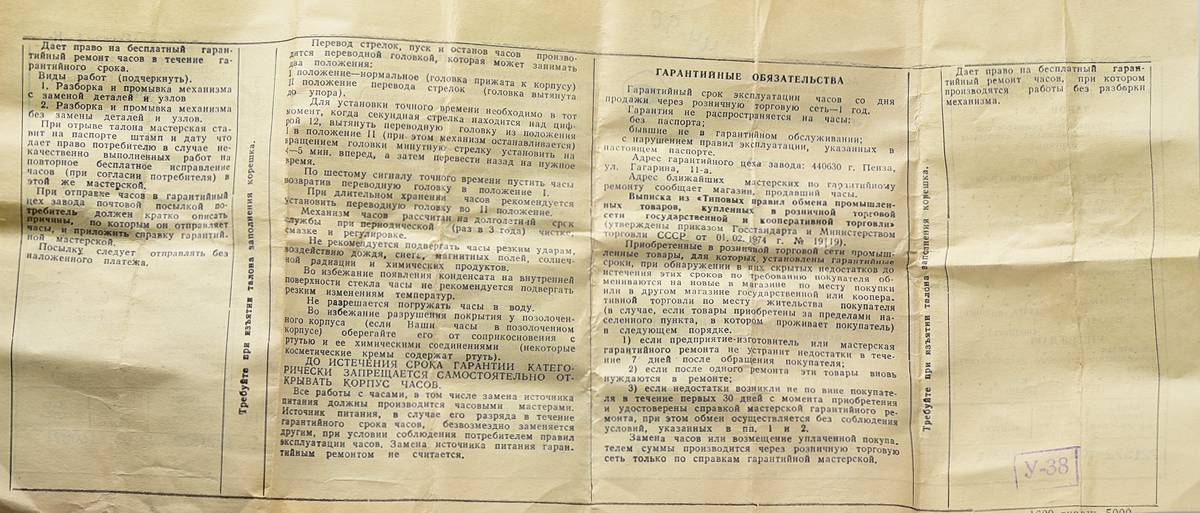 Дает право на бесплатный гаран-
тийный ремонт часов в течение га-
рантийного срока.
Виды работ (подчеркнуть).
1. Разборка и промывка механизма
с заменой деталей и узлов
2. Разборка и промывка механизма
без замены деталей и узлов.
При отрыве талона мастерская ста-
вит на паспорте штамп и дату что
дает право потребителю в случае не-
качественно выполненных работ на
повторное бесплатное исправление
часов (при согласии потребителя) в
этой же мастерской.
При отправке часов в гарантийный
цех завода почтовой посылкой по-
требитель должен кратко описать
причины, по которым он отправляет
часы, и приложить справку гарантий-
ной мастерской.
Посылку следует отправлять без
наложенного платежа.
Требуйте при изъятии талона заполнения корешка.
Перевод стрелок, пуск и останов часов произво-
дится переводной головкой, которая может занимать
два положения:
I положение—нормальное (головка прижата к корпусу)
II положение перевода стрелок (головка вытянута
до упора).
Для установки точного времени необходимо в тот
момент, когда секундная стрелка находится над циф-
рой 12, вытянуть переводную головку из положения
I в положение II (при этом механизм останавливается)
вращением головки минутную стрелку установить на
—5 мин. вперед, а затем перевести назад на нужное
время.
По шестому сигналу точного времени пустить часы
возвратив переводную головку в положение I.
При длительном хранении часов рекомендуется
установить переводную головку во II положение.
Механизм часов рассчитан на долголетний срск
службы при периодической (раз в 3 года) чистке,
смазке и регулировке.
Не рекомендуется подвергать часы резким ударам,
воздействию дождя, снега, магнитных полей, солнеч-
ной радиации и химических продуктов.
Во избежание появления конденсата на внутренней
поверхности стекла часы не рекомендуется подвергать
резким изменениям температур.
Не разрешается погружать часы в воду.
Во избежание разрушения покрытия у позолочен-
ного корпуса (если Ваши часы в позолоченном
корпусе) оберегайте его от соприкосновения с
ртутью и ее химическими соединениями (некоторые
косметические кремы содержат ртуть).
ДО ИСТЕЧЕНИЯ СРОКА ГАРАНТИИ КАТЕГО-
РИЧЕСКИ ЗАПРЕЩАЕТСЯ САМОСТОЯТЕЛЬНО ОТ-
КРЫВАТЬ КОРПУС ЧАСОВ.
Все работы с часами, в том числе замена источника
питания должны производиться часовыми мастерами.
Источник питания, в случае его разряда в течение
гарантийного срока часов, безвозмездно заменяется
другим, при условии соблюдения потребителем правил
эксплуатации часов. Замена источника питания гаран-
тийным ремонтом не считается.
ГАРАНТИЙНЫЕ ОБЯЗАТЕЛЬСТВА
Гарантийный срок эксплуатации часов со дня
продажи через розничную торговую сеть—1 год.
Гарантия не распространяется на часы:
без паспорта;
бывшие не в гарантийном обслуживании;
с нарушением правил эксплуатации, указанных в
настоящем паспорте.
Адрес гарантийного цеха завода: 440630 г. Пенза,
ул. Гагарина, 11-а.
Адрес ближайших мастерских по гарантийному
ремонту сообщает магазин, продавший часы.
Выписка из «Типовых правил обмена промышлен-
ных товаров, купленных в розничной торговой
сети государственной и кооперативной торговли»
(утверждены приказом Госстандарта и Министерством
торговли СССР от 01.02.1974 г. № 19[19).
Приобретенные в розничной торговой сети промыш-
ленные товары, для которых установлены гарантийные
сроки, при обнаружении в них скрытых недостатков до
истечения этих сроков по требованию покупателя об-
мениваются на новые в магазине по месту покупки
или в другом магазине государственной или коопера.
тивной торговли по месту жительства покупателя
(в случае, если товары приобретены за пределами на-
селенного пункта, в котором проживает покупатель)
в следующем порядке.
1) если предприятие-изготовитель или мастерская
гарантийного ремонта не устранит недостатки в тече-
ние 7 дней после обращения покупателя;
2) если после одного ремонта эти товары вновь
нуждаются в ремонте;
3) если недостатки возникли не по вине покупате-
ля в течение первых 30 дней с момента приобретения
и удостоверены справкой мастерской гарантийного ре-
монта, при этом обмен осуществляется без соблюдения
условий, указанных в пп. 1 и 2.
Замена часов или возмещение уплаченной покупа.
телем суммы производится через розничную торговую
сеть только по справкам гарантийной мастерской.
Требуйте при изъятии талона заполнения корешка.
Дает право на бесплатный гаран-
тийный ремонт часов, при котором
производятся работы без разборки
механизма.
У-38